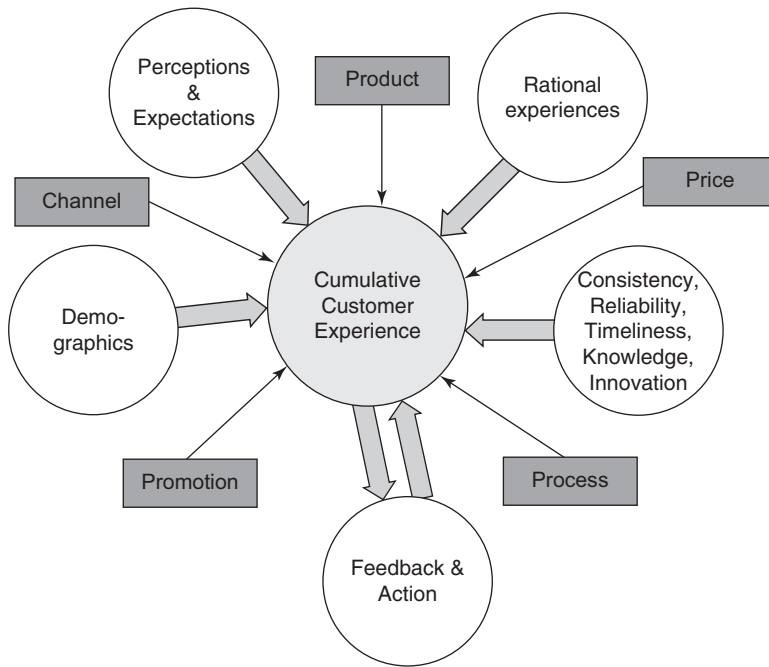 Perceptions
&
Expectations
Product
Rational
experiences
Channel
Price
Cumulative
Customer
Experience
Demo-
graphics
Consistency,
Reliability,
Timeliness,
Knowledge,
Innovation
Promotion
Process
Feedback &
Action